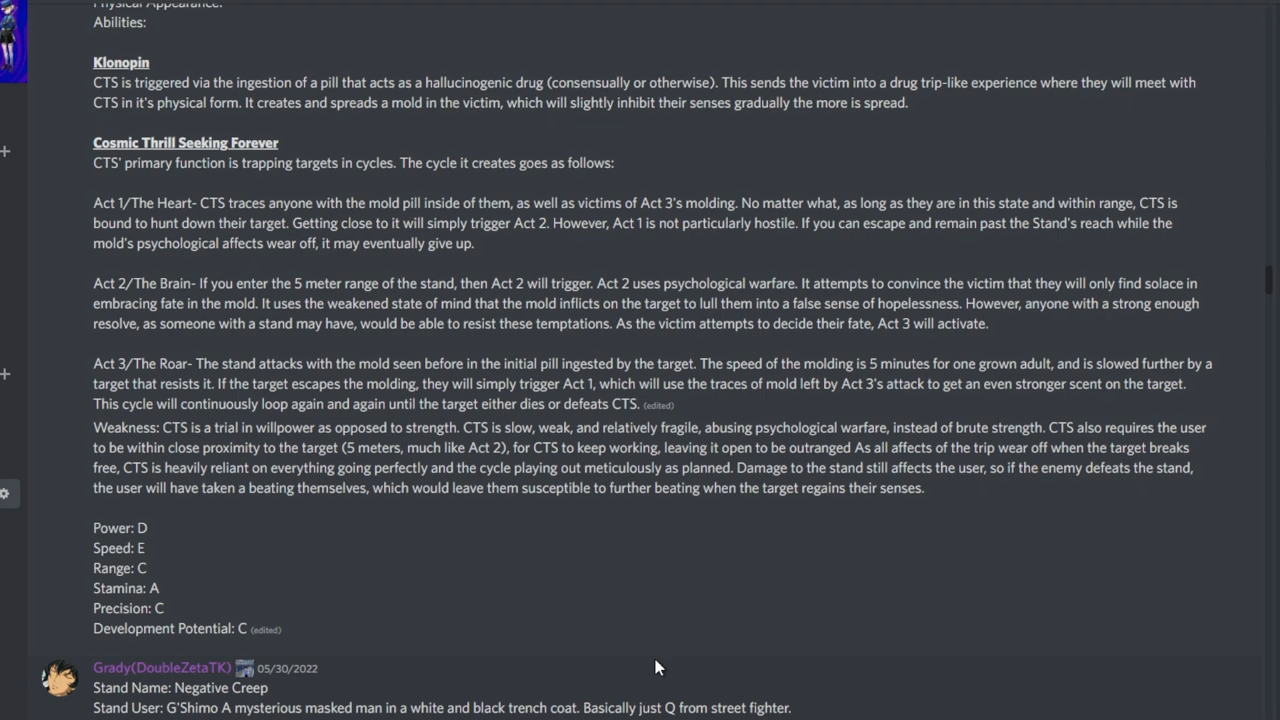 Physical Appearance:
Abilities:
Klonopin
CTS is triggered via the ingestion of a pill that acts as a hallucinogenic drug (consensually or otherwise). This sends the victim into a drug trip-like experience where they will meet with
CTS in it's physical form. It creates and spreads a mold in the victim, which will slightly inhibit their senses gradually the more is spread.
Cosmic Thrill Seeking Forever
CTS' primary function is trapping targets in cycles. The cycle it creates goes as follows:
Act 1/The Heart- CTS traces anyone with the mold pill inside of them, as well as victims of Act 3's molding. No matter what, as long as they are in this state and within range, CTS is
bound to hunt down their target. Getting close to it will simply trigger Act 2. However, Act 1 is not particularly hostile. If you can escape and remain past the Stand's reach while the
mold's psychological affects wear off, it may eventually give up.
Act 2/The Brain- If you enter the 5 meter range of the stand, then Act 2 will trigger. Act 2 uses psychological warfare. It attempts to convince the victim that they will only find solace in
embracing fate in the mold. It uses the weakened state of mind that the mold inflicts on the target to lull them into a false sense of hopelessness. However, anyone with a strong enough
resolve, as someone with a stand may have, would be able to resist these temptations. As the victim attempts to decide their fate, Act 3 will activate.
Act 3/The Roar- The stand attacks with the mold seen before in the initial pill ingested by the target. The speed of the molding is 5 minutes for one grown adult, and is slowed further by a
target that resists it. If the target escapes the molding, they will simply trigger Act 1, which will use the traces of mold left by Act 3's attack to get an even stronger scent on the target.
This cycle will continuously loop again and again until the target either dies or defeats CTS. (edited)
Weakness: CTS is a trial in willpower as opposed to strength. CTS is slow, weak, and relatively fragile, abusing psychological warfare, instead of brute strength. CTS also requires the user
to be within close proximity to the target (5 meters, much like Act 2), for CTS to keep working, leaving it open to be outranged As all affects of the trip wear off when the target breaks
free, CTS is heavily reliant on everything going perfectly and the cycle playing out meticulously as planned. Damage to the stand still affects the user, so if the enemy defeats the stand,
the user will have taken a beating themselves, which would leave them susceptible to further beating when the target regains their senses.
Power: D
Speed: E
Range: C
Stamina: A
Precision: C
Development Potential: C (edited)
Grady(DoubleZetaTK) 05/30/2022
Stand Name: Negative Creep
Stand User: G'Shimo A mysterious masked man in a white and black trench coat. Basically just Q from street fighter.